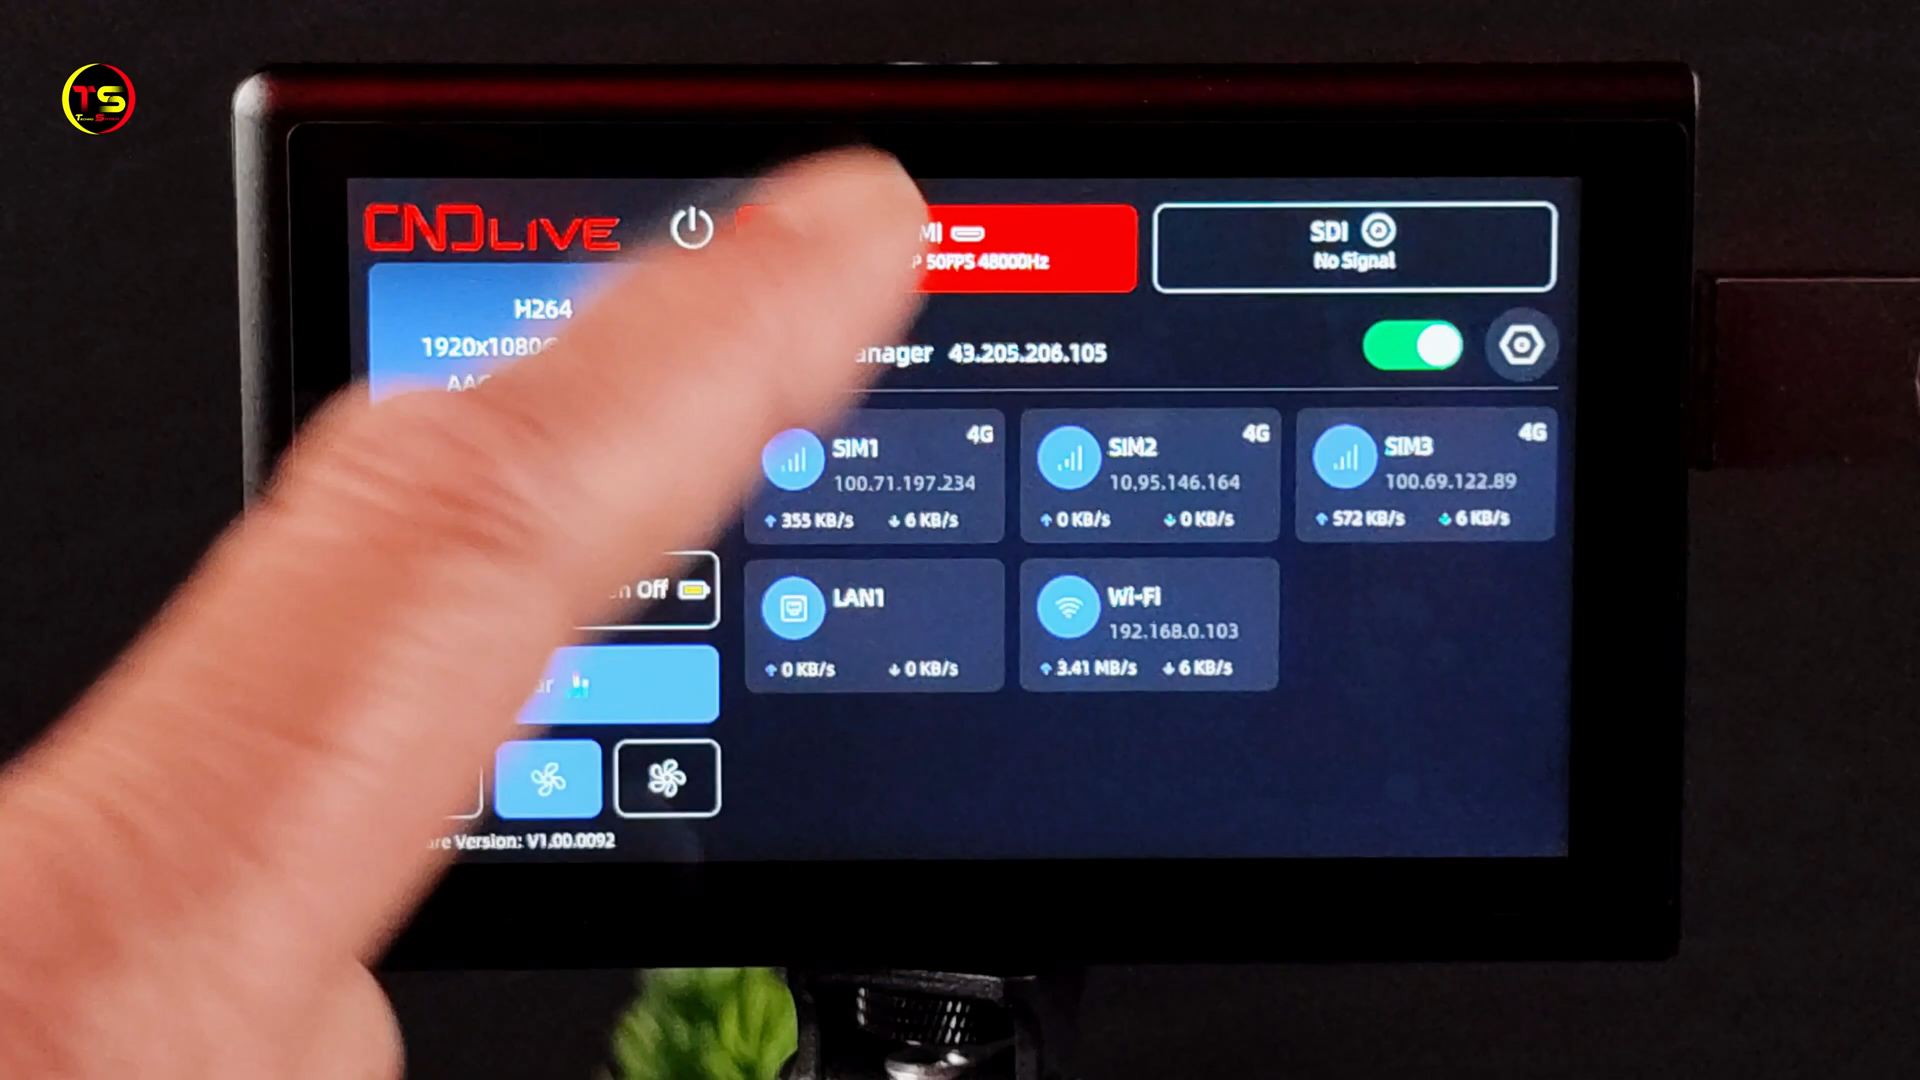 TS
CNDLIVE
MI
P 50FPS 48000Hz
SDI
No Signal
H264
1920x1080
anager 43.205.206.105
SIM1
4G
100.71.197.234
355 KB/s 6 KB/s
SIM2
4G
10.95.146.164
0 KB/s 0 KB/s
SIM3
4G
100.69.122.89
572 KB/s 6 KB/s
Off
LAN1
0 KB/s 0 KB/s
Wi-Fi
192.168.0.103
3.41 MB/s 6 KB/s
ar
re Version: V1.00.0092